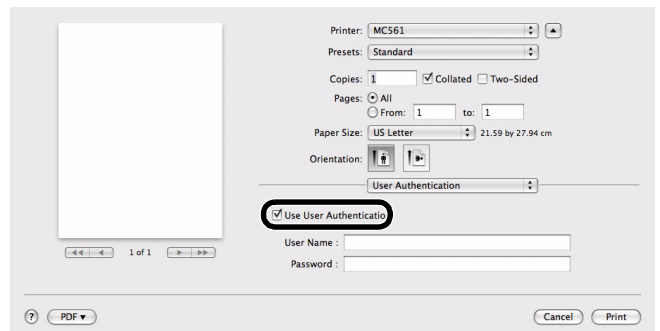 Printer: MC561
Presets: Standard
Copies: 1 Collated Two-Sided
Pages: All
From: 1 to: 1
Paper Size: US Letter 21.59 by 27.94 cm
Orientation:
User Authentication
Use User Authenticatio
User Name :
Password :
1 of 1
? PDF Cancel Print